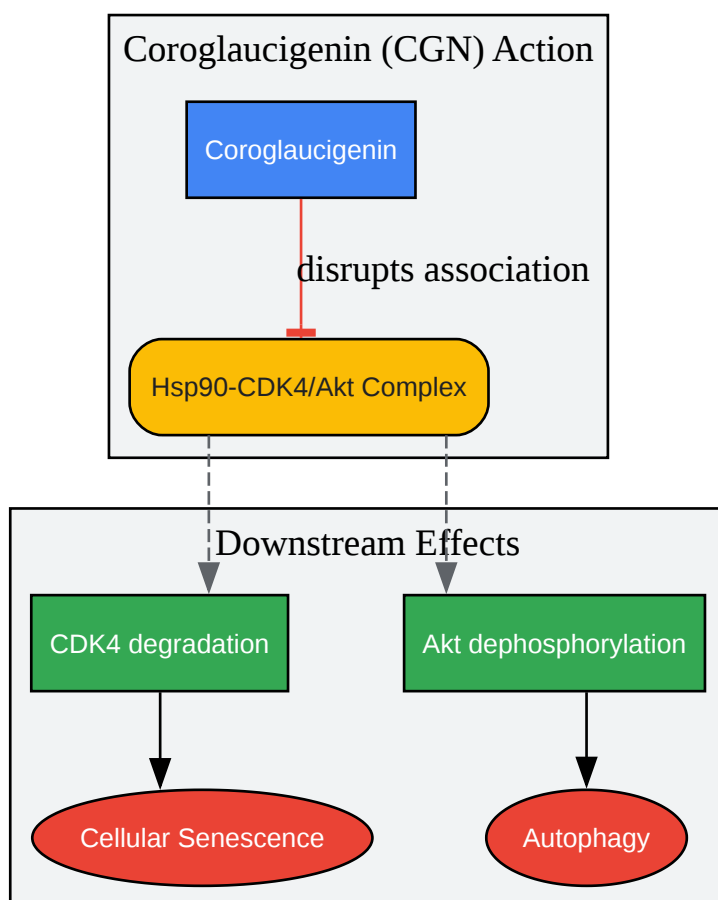 Coroglaucigenin (CGN) Action
Coroglaucigenin
disrupts association
Hsp90-CDK4/Akt Complex
Downstream Effects
CDK4 degradation
Akt dephosphorylation
Cellular Senescence
Autophagy